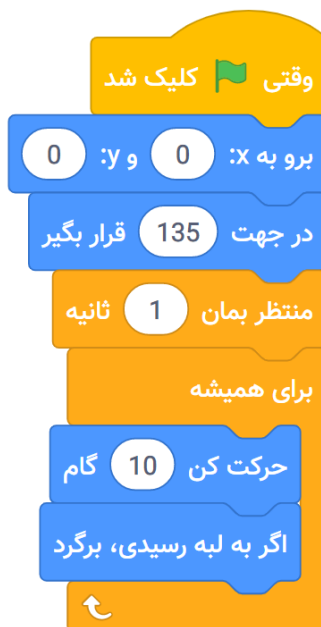 وقتی کلیک شد
برو به x: 0 و y: 0
در جهت 135 قرار بگیر
منتظر بمان 1 ثانیه
برای همیشه
حرکت کن 10 گام
اگر به لبه رسیدی، برگرد